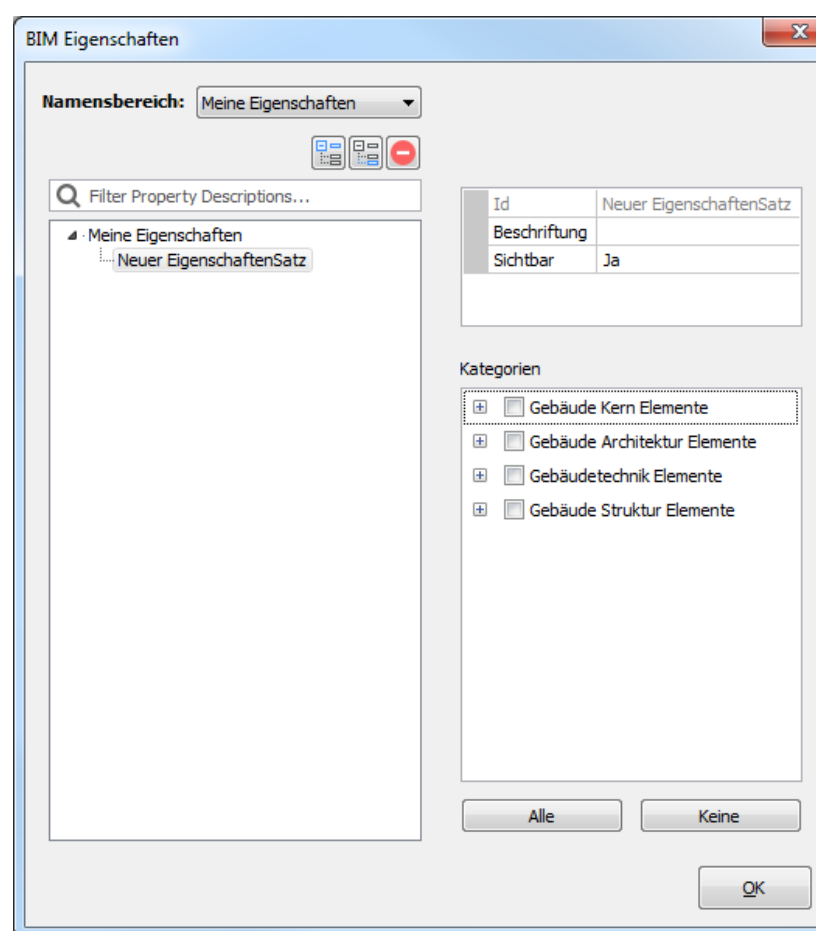 BIM Eigenschaften
Namensbereich: Meine Eigenschaften
Filter Property Descriptions...
Meine Eigenschaften
Neuer EigenschaftenSatz
Id Neuer EigenschaftenSatz
Beschriftung
Sichtbar Ja
Kategorien
Gebäude Kern Elemente
Gebäude Architektur Elemente
Gebäudetechnik Elemente
Gebäude Struktur Elemente
Alle Keine
OK